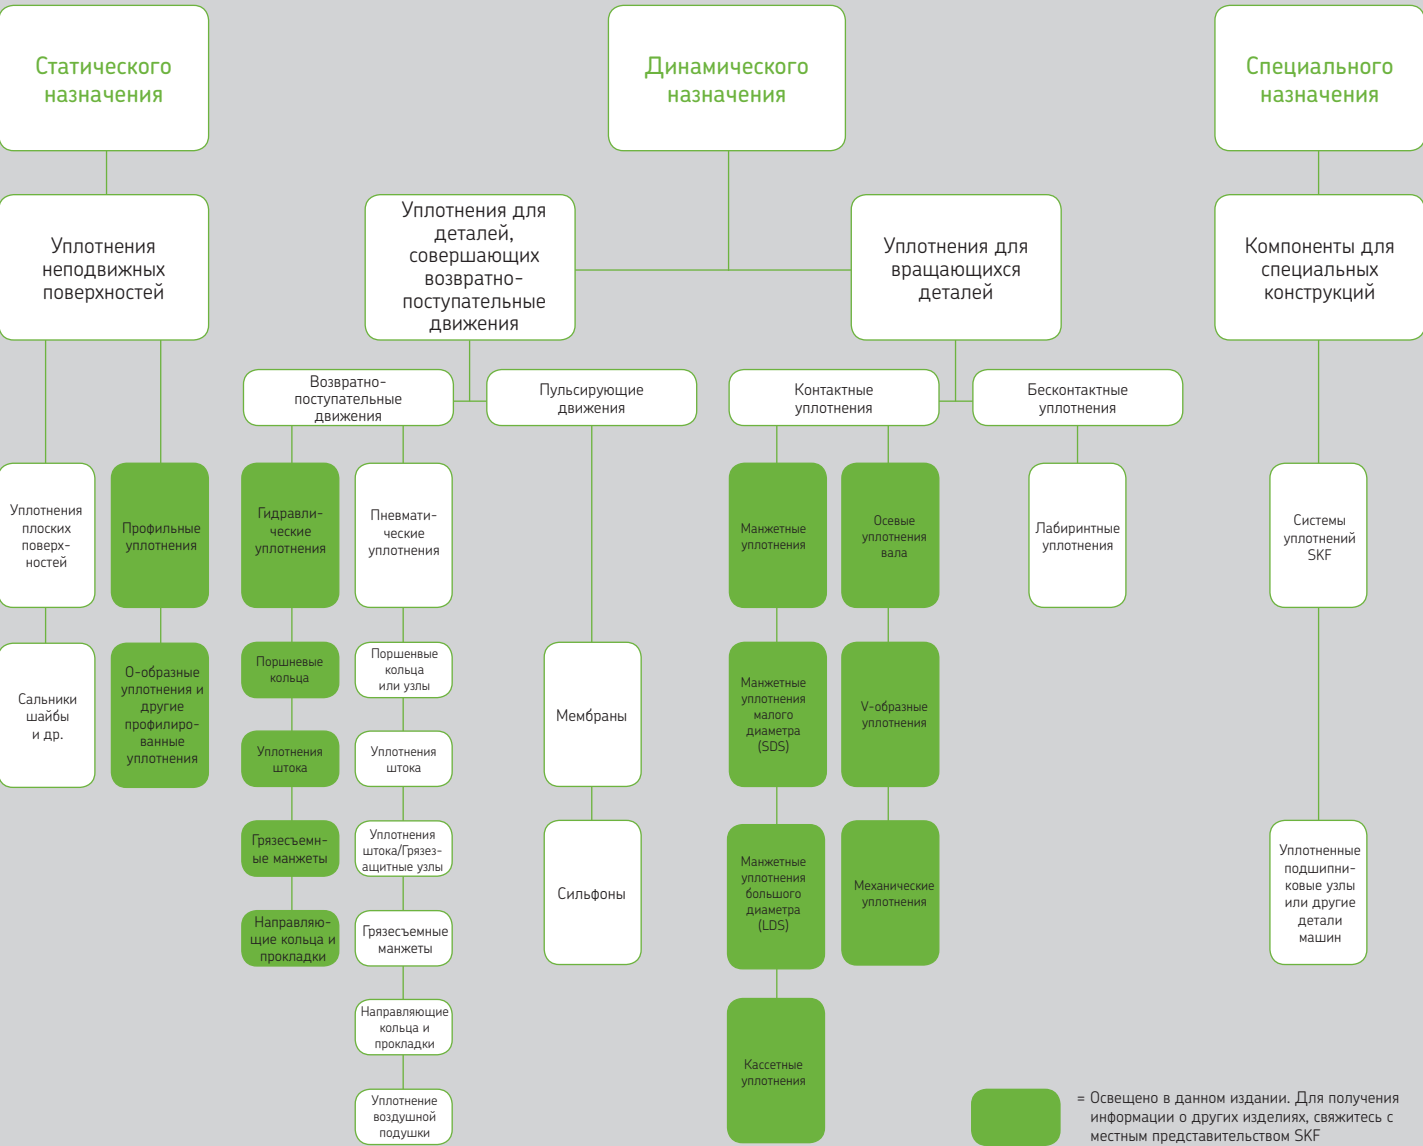 Статического
назначения
Динамического
назначения
Специального
назначения
Уплотнения
неподвижных
поверхностей
Уплотнения для
деталей,
совершающих
возвратно-
поступательные
движения
Уплотнения для
вращающихся
деталей
Компоненты для
специальных
конструкций
Возвратно-
поступательные
движения
Пульсирующие
движения
Контактные
уплотнения
Бесконтактные
уплотнения
Уплотнения
плоских
поверх-
ностей
Профильные
уплотнения
Гидравли-
ческие
уплотнения
Пневмати-
ческие
уплотнения
Манжетные
уплотнения
Осевые
уплотнения
вала
Лабиринтные
уплотнения
Системы
уплотнений
SKF
Сальники
шайбы
и др.
О-образные
уплотнения и
другие
профилиро-
ванные
уплотнения
Поршневые
кольца
Уплотнения
штока
Грязесъемн-
ые манжеты
Направляю-
щие кольца и
прокладки
Поршенвые
кольца
или узлы
Уплотнения
штока
Уплотнения
штока/Грязез-
ащитные узлы
Грязесъемные
манжеты
Направляющие
кольца и
прокладки
Уплотнение
воздушной
подушки
Мембраны
Сильфоны
Манжетные
уплотнения
малого
диаметра
(SDS)
Манжетные
уплотнения
большого
диаметра
(LDS)
Кассетные
уплотнения
V-образные
уплотнения
Механические
уплотнения
Уплотненные
подшипни-
ковые узлы
или другие
детали
машин
= Освещено в данном издании. Для получения
информации о других изделиях, свяжитесь с
местным представительством SKF